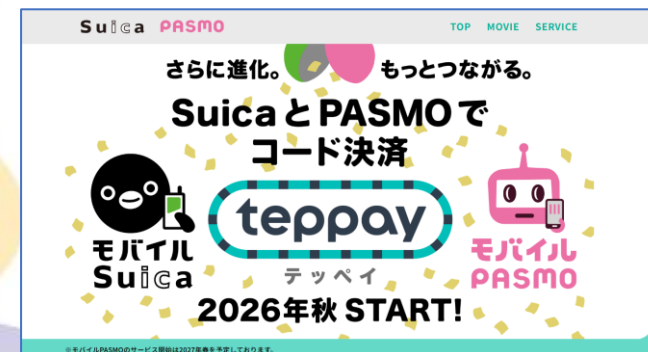 Suica PASMO
TOP MOVIE SERVICE
さらに進化。 もっとつながる。
SuicaとPASMOで
コード決済
teppay
テッペイ
モバイル
Suica
モバイル
PASMO
2026年秋 START!
※モバイルPASMOのサービス開始は2027年春を予定しております。